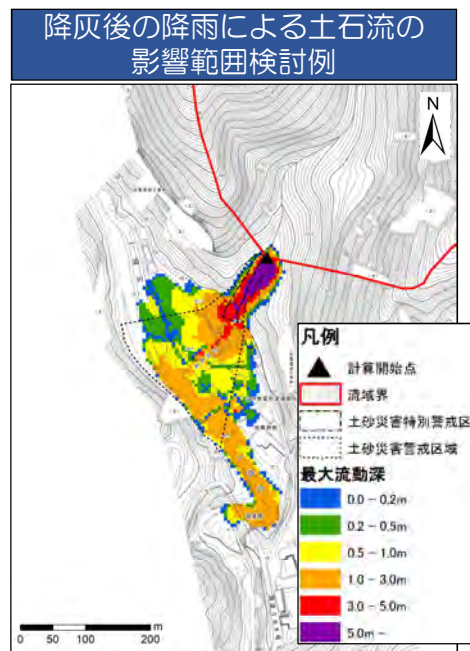 降灰後の降雨による土石流の
影響範囲検討例
N
凡例
計算開始点
流域界
土砂災害特別警戒区
土砂災害警戒区域
最大流動深
0.0 - 0.2m
0.2 - 0.5m
0.5 - 1.0m
1.0 - 3.0m
3.0 - 5.0m
5.0m -
0 50 100 200 m